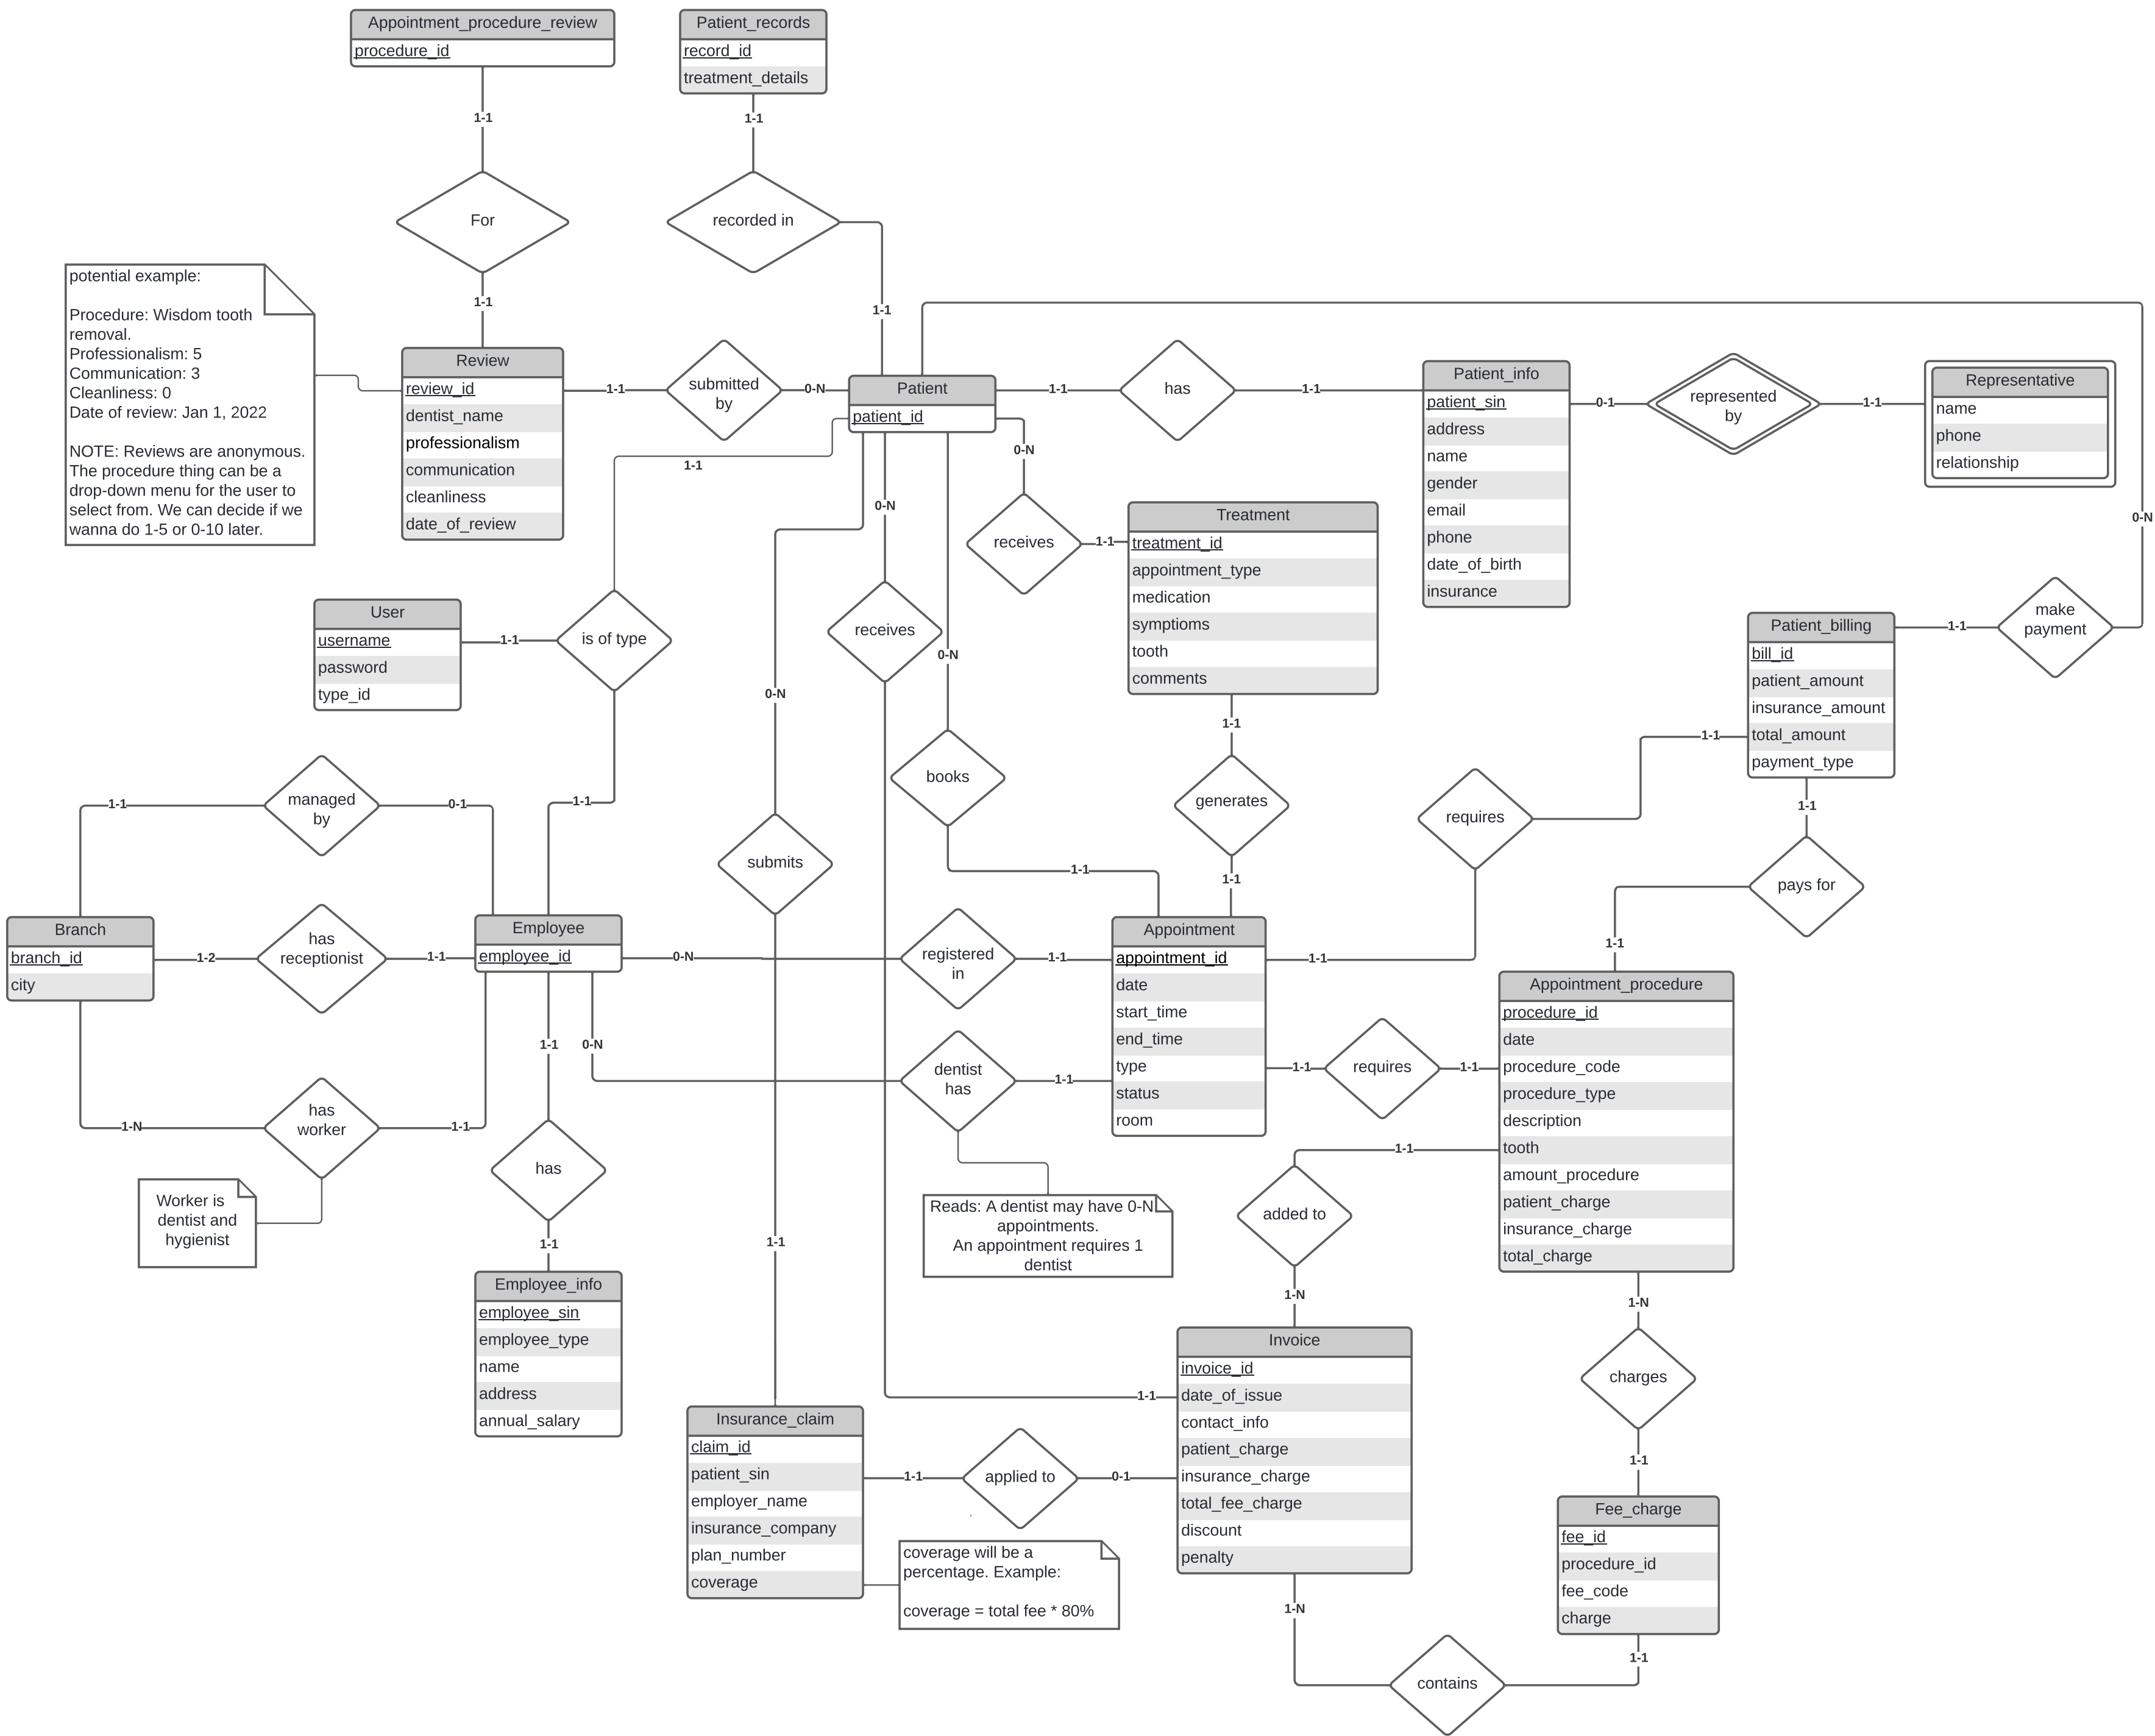 Appointment_procedure_review
procedure_id
Patient_records
record_id
treatment_details
1-1
1-1
For
recorded in
1-1
1-1
potential example:
Procedure: Wisdom tooth
removal.
Professionalism: 5
Communication: 3
Cleanliness: 0
Date of review: Jan 1, 2022
NOTE: Reviews are anonymous.
The procedure thing can be a
drop-down menu for the user to
select from. We can decide if we
wanna do 1-5 or 0-10 later.
Review
review_id
dentist_name
professionalism
communication
cleanliness
date_of_review
1-1
submitted
by
0-N
Patient
patient_id
1-1
has
1-1
Patient_info
patient_sin
address
name
gender
email
phone
date_of_birth
insurance
0-1
represented
by
1-1
Representative
name
phone
relationship
1-1
0-N
0-N
0-N
receives
1-1
Treatment
treatment_id
appointment_type
medication
symptioms
tooth
comments
User
username
password
type_id
1-1
is of type
receives
0-N
0-N
Patient_billing
bill_id
patient_amount
insurance_amount
total_amount
payment_type
1-1
make
payment
1-1
1-1
managed
by
0-1
1-1
submits
books
1-1
generates
1-1
requires
1-1
1-1
pays for
1-1
Branch
branch_id
city
1-2
has
receptionist
1-1
Employee
employee_id
0-N
registered
in
1-1
Appointment
appointment_id
date
start_time
end_time
type
status
room
1-1
1-1
requires
1-1
Appointment_procedure
procedure_id
date
procedure_code
procedure_type
description
tooth
amount_procedure
patient_charge
insurance_charge
total_charge
1-1
0-N
dentist
has
1-1
1-N
has
worker
1-1
Worker is
dentist and
hygienist
has
1-1
Reads: A dentist may have 0-N
appointments.
An appointment requires 1
dentist
1-1
added to
1-N
1-1
Employee_info
employee_sin
employee_type
name
address
annual_salary
1-N
charges
1-1
Invoice
invoice_id
date_of_issue
contact_info
patient_charge
insurance_charge
total_fee_charge
discount
penalty
1-1
Insurance_claim
claim_id
patient_sin
employer_name
insurance_company
plan_number
coverage
1-1
applied to
0-1
coverage will be a
percentage. Example:
coverage = total fee * 80%
Fee_charge
fee_id
procedure_id
fee_code
charge
1-N
contains
1-1